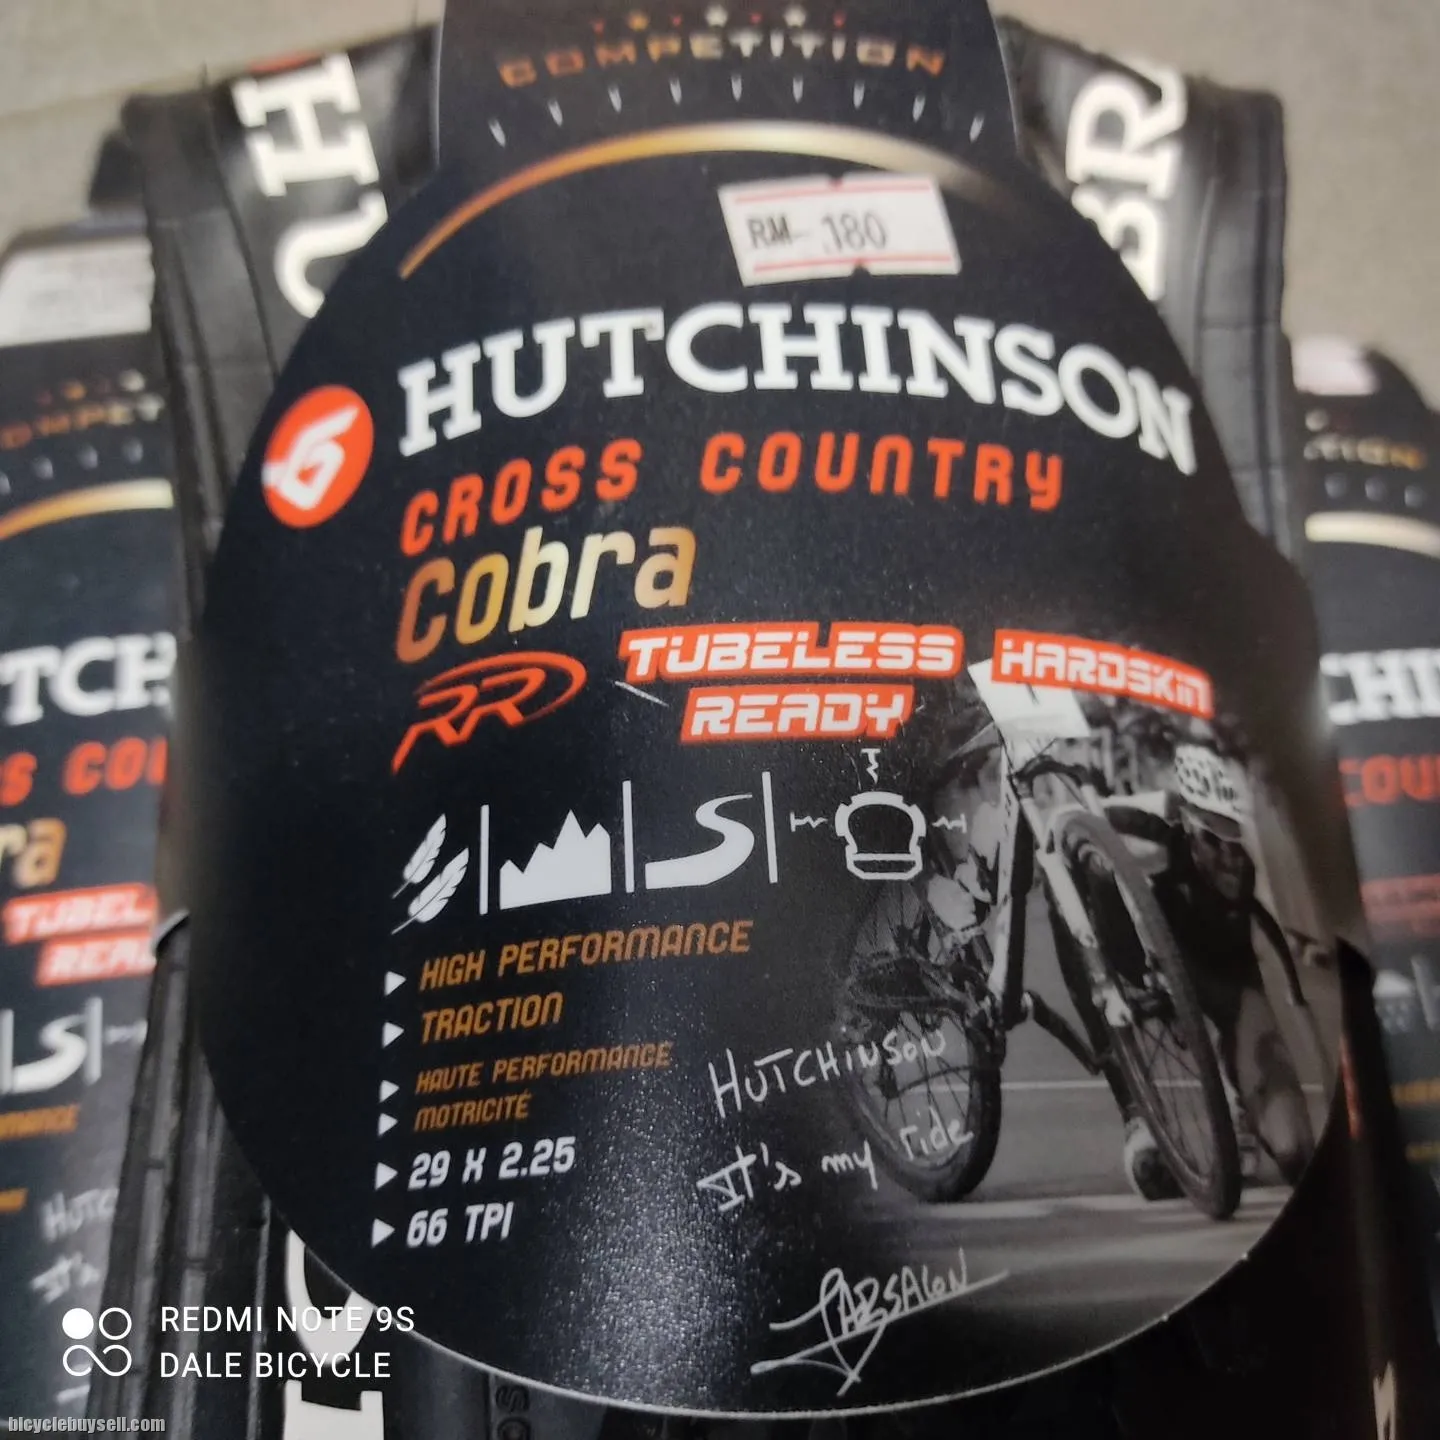 COMPETITION
RM- 180
HUTCHINSON
CROSS COUNTRY
Cobra
RR
TUBELESS
READY
HARDSKIN
HIGH PERFORMANCE
TRACTION
HAUTE PERFORMANCE
MOTRICITÉ
29 X 2.25
66 TPI
HUTCHINSON
It's my ride
ABSALON
REDMI NOTE 9S
DALE BICYCLE
bicyclebuysell.com